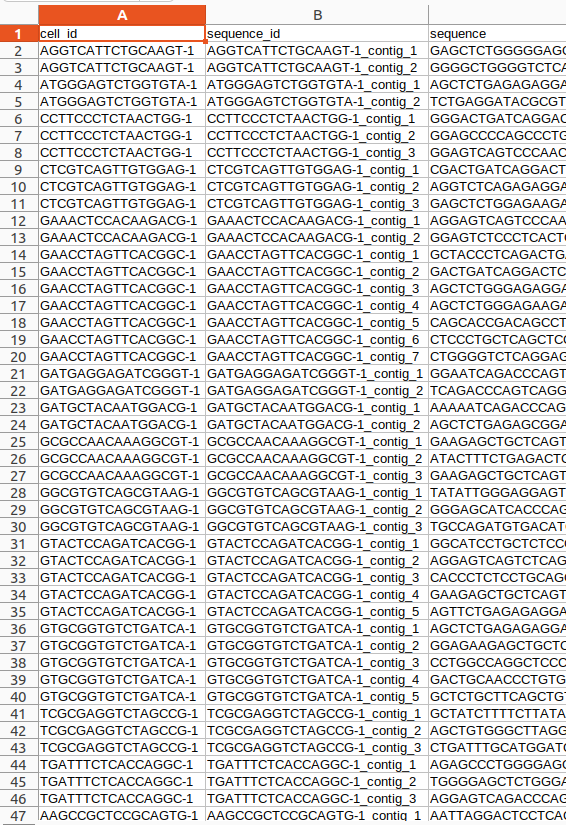 A B
1 cell_id sequence_id sequence
2 AGGTCATTCTGCAAGT-1 AGGTCATTCTGCAAGT-1_contig_1 GAGCTCTGGGGGAGC
3 AGGTCATTCTGCAAGT-1 AGGTCATTCTGCAAGT-1_contig_2 GGGGCTGGGGTCTCA
4 ATGGGAGTCTGGTGTA-1 ATGGGAGTCTGGTGTA-1_contig_1 AGCTCTGAGAGAGGA
5 ATGGGAGTCTGGTGTA-1 ATGGGAGTCTGGTGTA-1_contig_2 TCTGAGGATACGCGT
6 CCTTCCCTCTAACTGG-1 CCTTCCCTCTAACTGG-1_contig_1 GGGACTGATCAGGAC
7 CCTTCCCTCTAACTGG-1 CCTTCCCTCTAACTGG-1_contig_2 GGAGCCCCAGCCCTG
8 CCTTCCCTCTAACTGG-1 CCTTCCCTCTAACTGG-1_contig_3 GGAGTCAGTCCCAAC
9 CTCGTCAGTTGTGGAG-1 CTCGTCAGTTGTGGAG-1_contig_1 CGACTGATCAGGACT
10 CTCGTCAGTTGTGGAG-1 CTCGTCAGTTGTGGAG-1_contig_2 AGGTCTCAGAGAGGA
11 CTCGTCAGTTGTGGAG-1 CTCGTCAGTTGTGGAG-1_contig_3 GAGCTCTGGAGAAGA
12 GAAACTCCACAAGACG-1 GAAACTCCACAAGACG-1_contig_1 AGGAGTCAGTCCCAA
13 GAAACTCCACAAGACG-1 GAAACTCCACAAGACG-1_contig_2 GGAGTCTCCCTCACT
14 GAACCTAGTTCACGGC-1 GAACCTAGTTCACGGC-1_contig_1 GCTACCCTCAGACTG
15 GAACCTAGTTCACGGC-1 GAACCTAGTTCACGGC-1_contig_2 GACTGATCAGGACTC
16 GAACCTAGTTCACGGC-1 GAACCTAGTTCACGGC-1_contig_3 AGCTCTGGGAGAGGA
17 GAACCTAGTTCACGGC-1 GAACCTAGTTCACGGC-1_contig_4 AGCTCTGGGAGAAGA
18 GAACCTAGTTCACGGC-1 GAACCTAGTTCACGGC-1_contig_5 CAGCACCGACAGCCT
19 GAACCTAGTTCACGGC-1 GAACCTAGTTCACGGC-1_contig_6 CTCCCTGCTCAGCTC
20 GAACCTAGTTCACGGC-1 GAACCTAGTTCACGGC-1_contig_7 CTGGGGTCTCAGGAG
21 GATGAGGAGATCGGGT-1 GATGAGGAGATCGGGT-1_contig_1 GGAATCAGACCCAGT
22 GATGAGGAGATCGGGT-1 GATGAGGAGATCGGGT-1_contig_2 TCAGACCCAGTCAGG
23 GATGCTACAATGGACG-1 GATGCTACAATGGACG-1_contig_1 AAAAATCAGACCCAG
24 GATGCTACAATGGACG-1 GATGCTACAATGGACG-1_contig_2 AGCTCTGAGAGCGGA
25 GCGCCAACAAAGGCGT-1 GCGCCAACAAAGGCGT-1_contig_1 GAAGAGCTGCTCAGT
26 GCGCCAACAAAGGCGT-1 GCGCCAACAAAGGCGT-1_contig_2 ATACTTTCTGAGACTC
27 GCGCCAACAAAGGCGT-1 GCGCCAACAAAGGCGT-1_contig_3 GAAGAGCTGCTCAGT
28 GGCGTGTCAGCGTAAG-1 GGCGTGTCAGCGTAAG-1_contig_1 TATATTGGGAGGAGT
29 GGCGTGTCAGCGTAAG-1 GGCGTGTCAGCGTAAG-1_contig_2 GGGAGCATCACCCAG
30 GGCGTGTCAGCGTAAG-1 GGCGTGTCAGCGTAAG-1_contig_3 TGCCAGATGTGACAT
31 GTACTCCAGATCACGG-1 GTACTCCAGATCACGG-1_contig_1 GGCATCCTGCTCTCC
32 GTACTCCAGATCACGG-1 GTACTCCAGATCACGG-1_contig_2 AGGAGTCAGTCTCAG
33 GTACTCCAGATCACGG-1 GTACTCCAGATCACGG-1_contig_3 CACCCTCTCCTGCAG
34 GTACTCCAGATCACGG-1 GTACTCCAGATCACGG-1_contig_4 GAAGAGCTGCTCAGT
35 GTACTCCAGATCACGG-1 GTACTCCAGATCACGG-1_contig_5 AGTTCTGAGAGAGGA
36 GTGCGGTGTCTGATCA-1 GTGCGGTGTCTGATCA-1_contig_1 AGCTCTGAGAGAGGA
37 GTGCGGTGTCTGATCA-1 GTGCGGTGTCTGATCA-1_contig_2 GGAGAAGAGCTGCTC
38 GTGCGGTGTCTGATCA-1 GTGCGGTGTCTGATCA-1_contig_3 CCTGGCCAGGCTCCC
39 GTGCGGTGTCTGATCA-1 GTGCGGTGTCTGATCA-1_contig_4 GACTGCAACCCTGTG
40 GTGCGGTGTCTGATCA-1 GTGCGGTGTCTGATCA-1_contig_5 GCTCTGCTTCAGCTG
41 TCGCGAGGTCTAGCCG-1 TCGCGAGGTCTAGCCG-1_contig_1 GCTATCTTTTCTTATA
42 TCGCGAGGTCTAGCCG-1 TCGCGAGGTCTAGCCG-1_contig_2 AGCTGTGGGCTTAGG
43 TCGCGAGGTCTAGCCG-1 TCGCGAGGTCTAGCCG-1_contig_3 CTGATTTGCATGGAT
44 TGATTTCTCACCAGGC-1 TGATTTCTCACCAGGC-1_contig_1 AGAGCCCTGGGGAGC
45 TGATTTCTCACCAGGC-1 TGATTTCTCACCAGGC-1_contig_2 TGGGGAGCTCTGGGA
46 TGATTTCTCACCAGGC-1 TGATTTCTCACCAGGC-1_contig_3 AGGAGTCAGACCCAG
47 AAGCCGCTCCGCAGTG-1 AAGCCGCTCCGCAGTG-1_contig_1 AATTAGGACTCCTCA